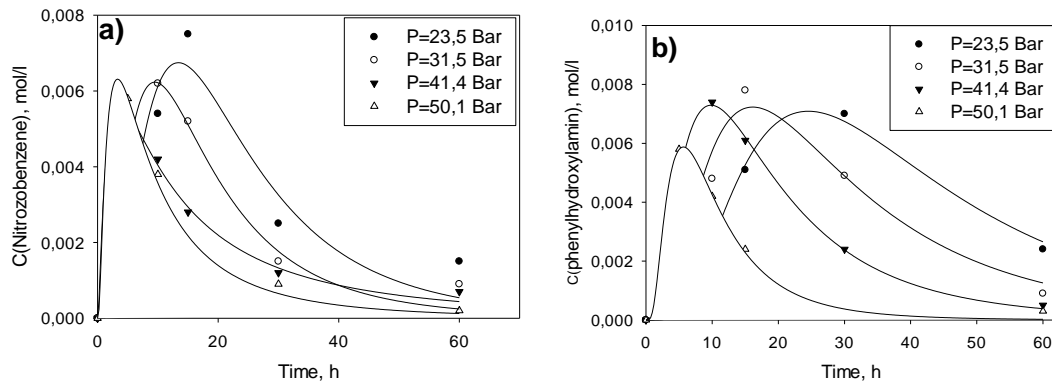 a)
P=23,5 Bar
P=31,5 Bar
P=41,4 Bar
P=50,1 Bar
C(Nitrozobenzene), mol/l
0,008
0,006
0,004
0,002
0,000
0 20 40 60
Time, h
b)
P=23,5 Bar
P=31,5 Bar
P=41,4 Bar
P=50,1 Bar
c(phenylhydroxylamin), mol/l
0,010
0,008
0,006
0,004
0,002
0,000
0 10 20 30 40 50 60
Time, h